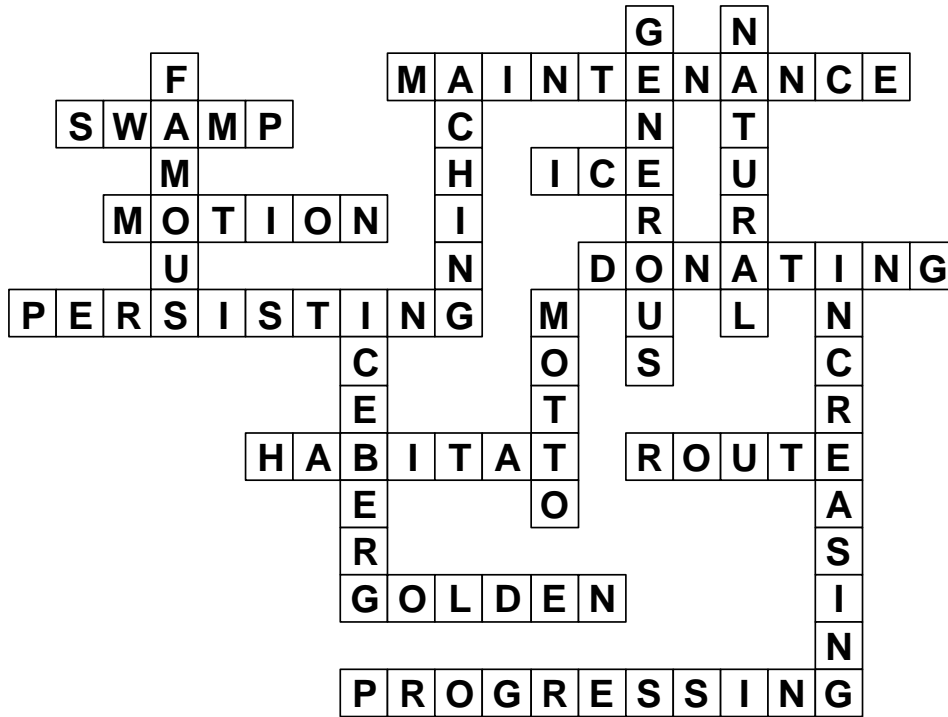 G N
F MAINTENANCE
SWAMP C N T
M H ICE U
MOTION I R R
U N DONATING
PERSISTING M U L N
C O S C
E T R
HABITAT ROUTE
E O A
R S
GOLDEN I
N
PROGRESSING